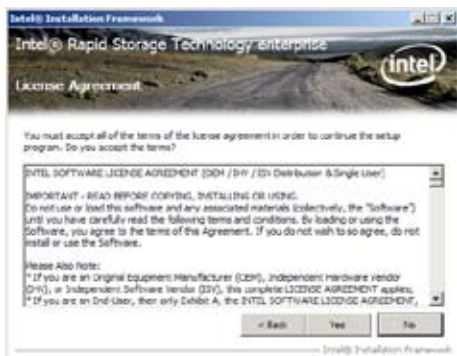 Intel® Installation Framework
Intel® Rapid Storage Technology enterprise
intel
License Agreement
You must accept all of the terms of the license agreement in order to continue the setup
program. Do you accept the terms?
INTEL SOFTWARE LICENSE AGREEMENT (OEM / IHV / ISV Distribution & Single User)
IMPORTANT - READ BEFORE COPYING, INSTALLING OR USING.
Do not use or load this software and any associated materials (collectively, the "Software")
until you have carefully read the following terms and conditions. By loading or using the
Software, you agree to the terms of this Agreement. If you do not wish to so agree, do not
install or use the Software.
Please Also Note:
* If you are an Original Equipment Manufacturer (OEM), Independent Hardware Vendor
(IHV), or Independent Software Vendor (ISV), this complete LICENSE AGREEMENT applies;
* If you are an End-User, then only Exhibit A, the INTEL SOFTWARE LICENSE AGREEMENT,
< Back
Yes
No
Intel® Installation Framework